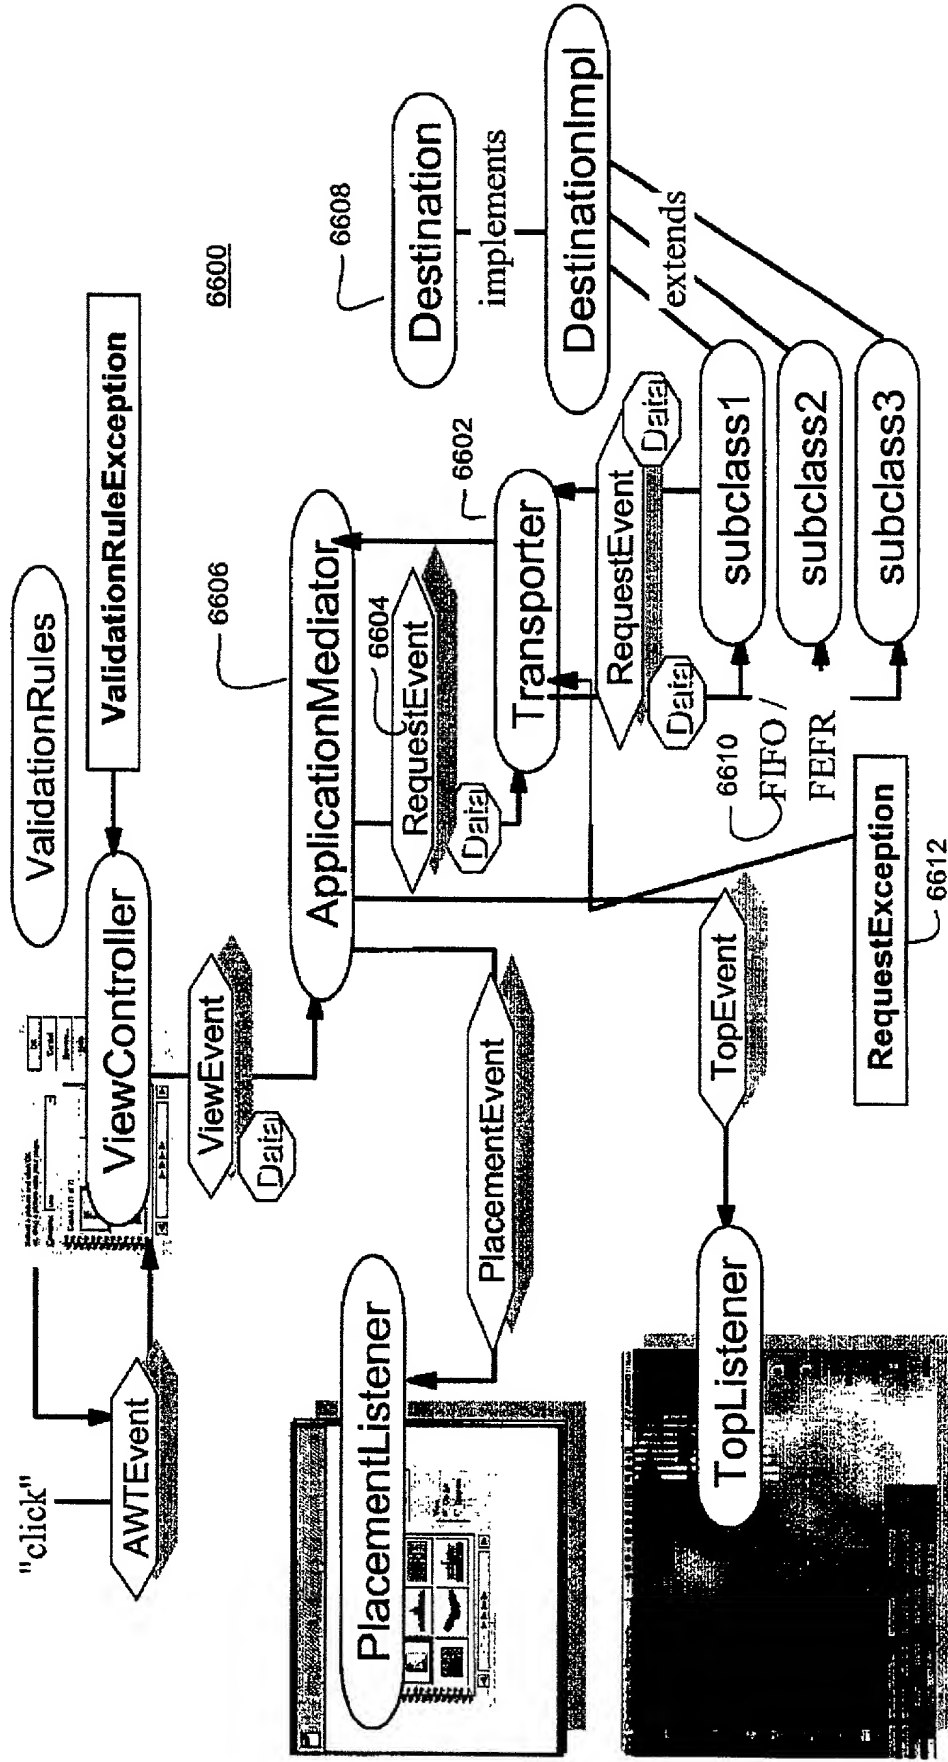 "click"
AWTEvent
ValidationRules
ViewController
ValidationRuleException
ViewEvent
Data
6600
6606
ApplicationMediator
6608
Destination
implements
DestinationImpl
extends
PlacementListener
PlacementEvent
6604
RequestEvent
Data
6602
Transporter
RequestEvent
Data
Data
6610
FIFO /
FEFR
subclass1
subclass2
subclass3
TopListener
TopEvent
RequestException
6612